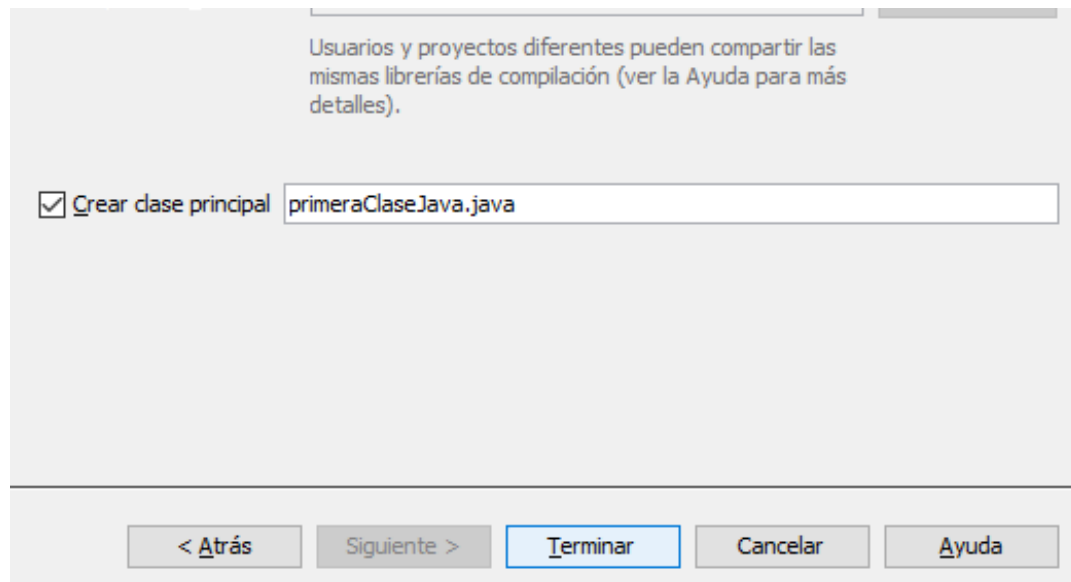 Usuarios y proyectos diferentes pueden compartir las
mismas librerías de compilación (ver la Ayuda para más
detalles).
Crear clase principal primeraClaseJava.java
< Atrás Siguiente > Terminar Cancelar Ayuda